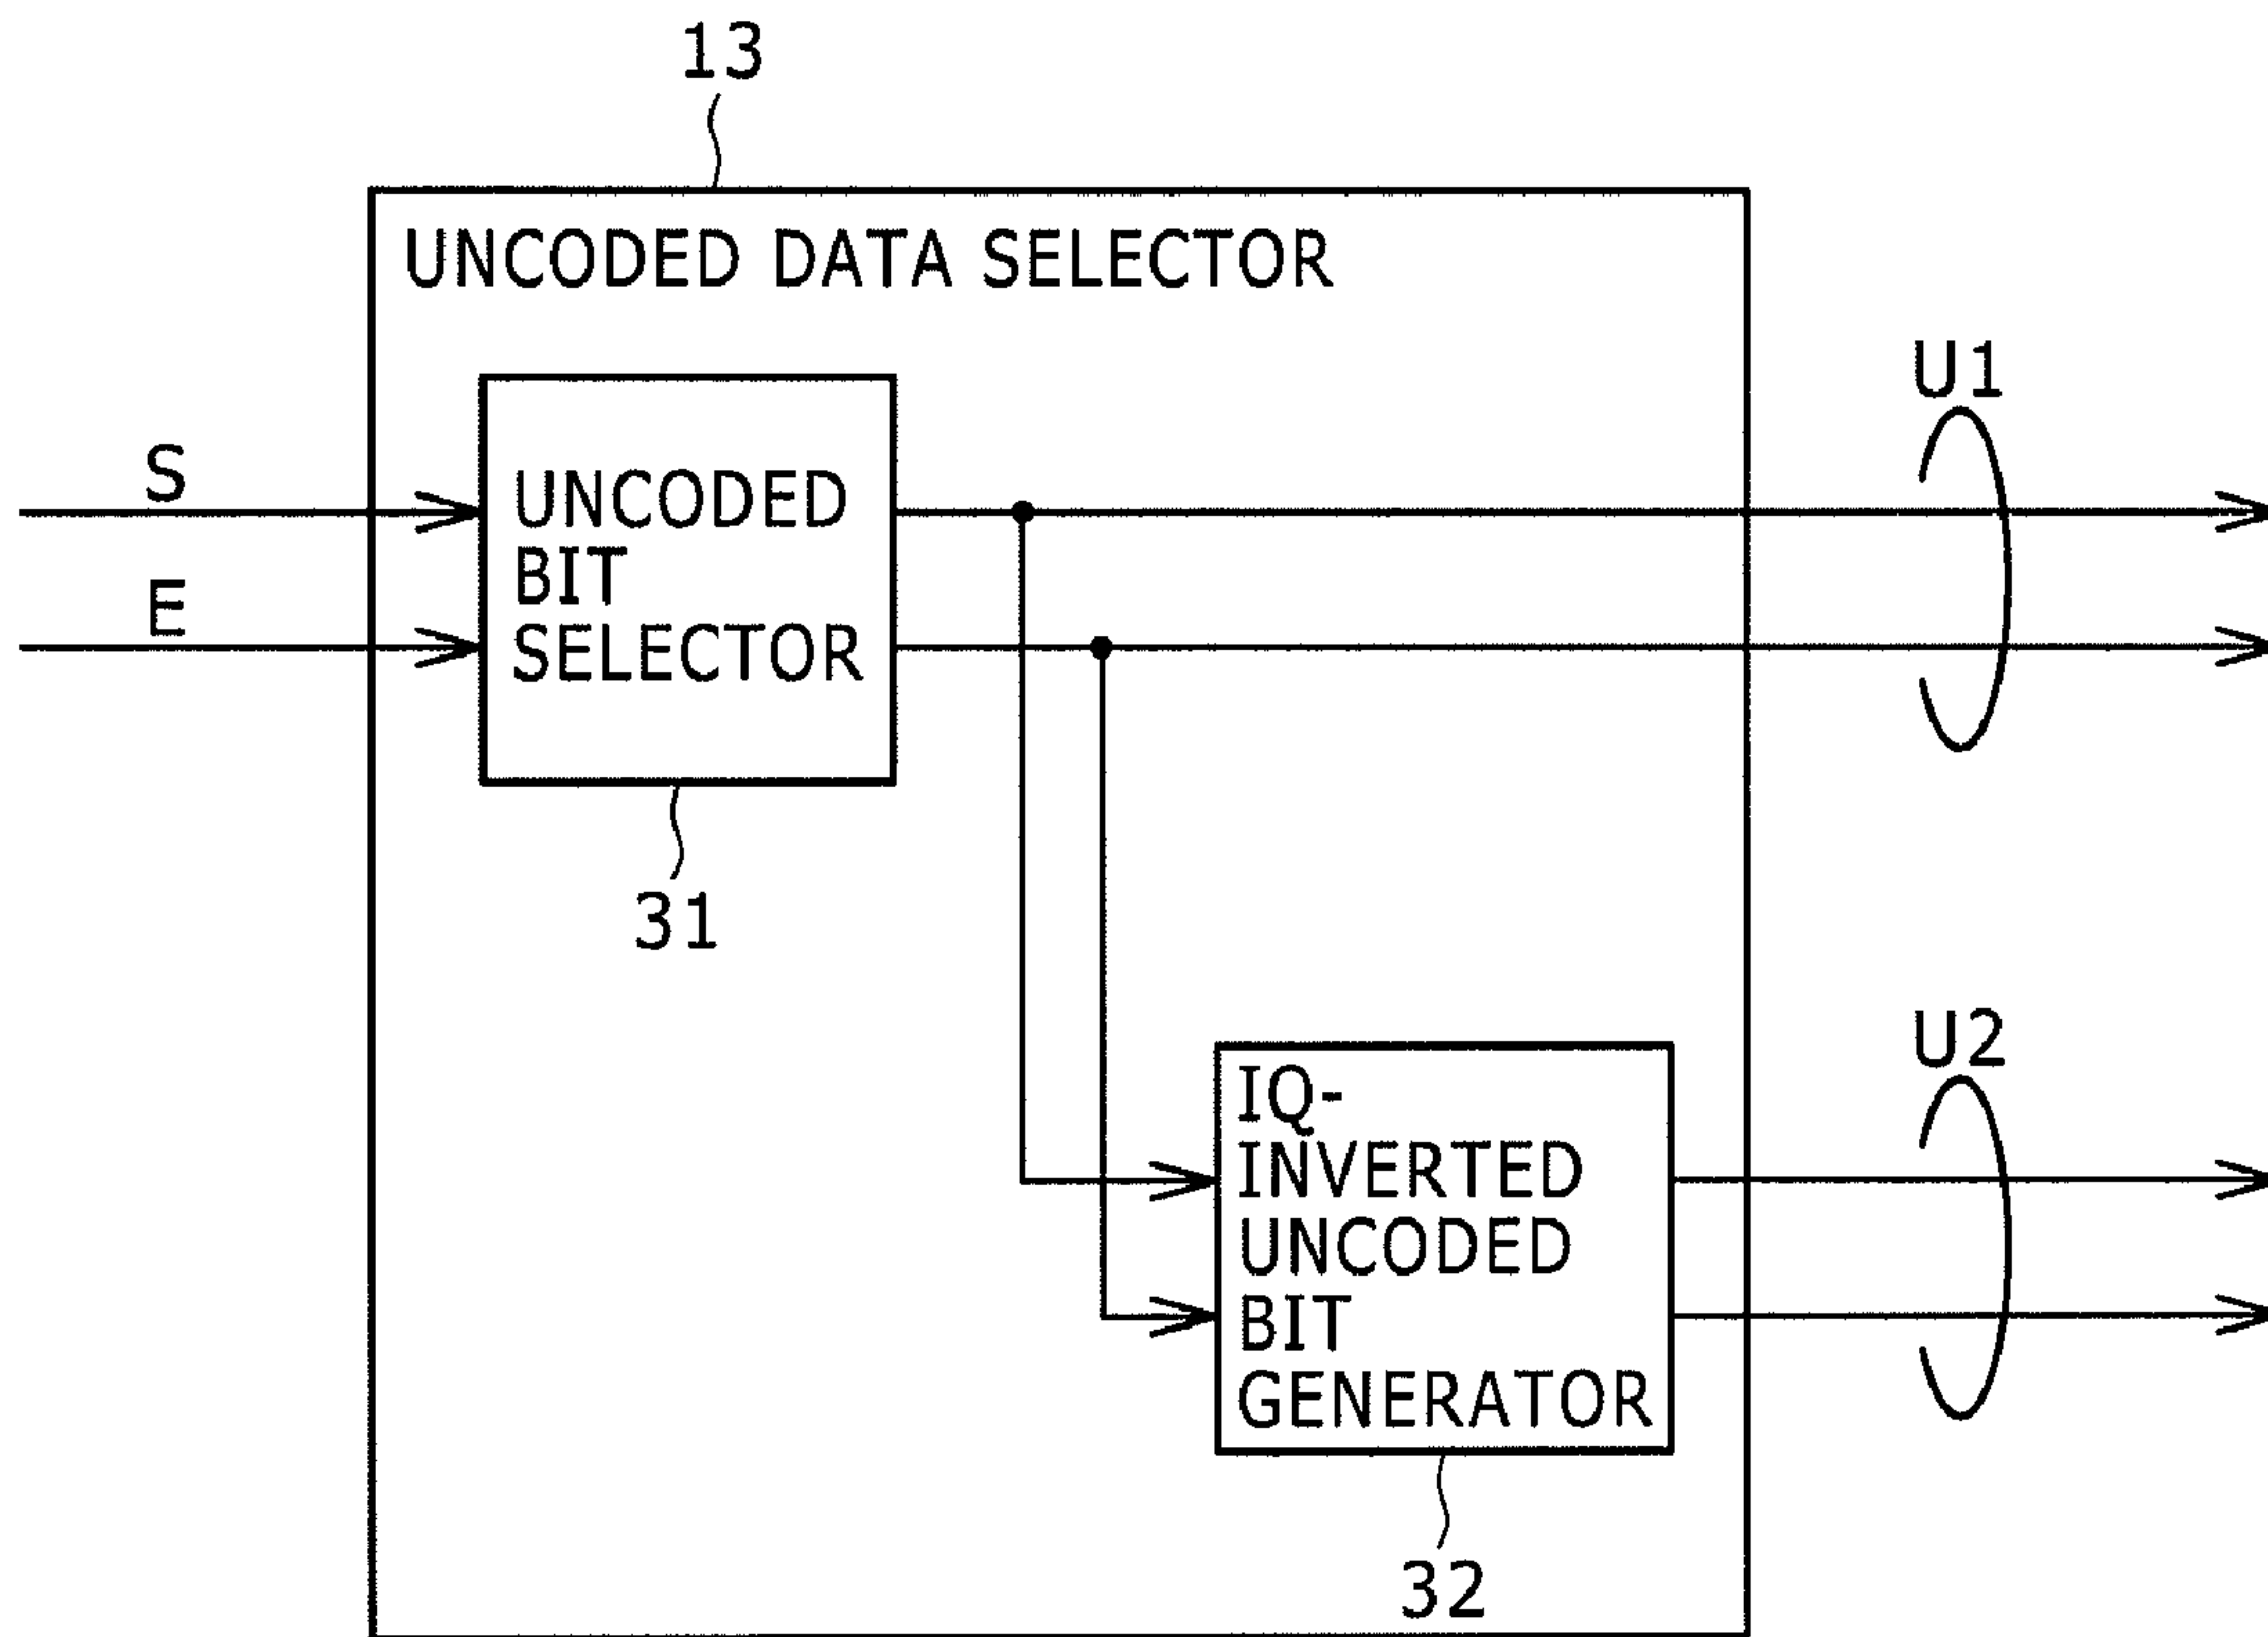 13
UNCODED DATA SELECTOR
U1
S
E
UNCODED
BIT
SELECTOR
31
U2
IQ-
INVERTED
UNCODED
BIT
GENERATOR
32